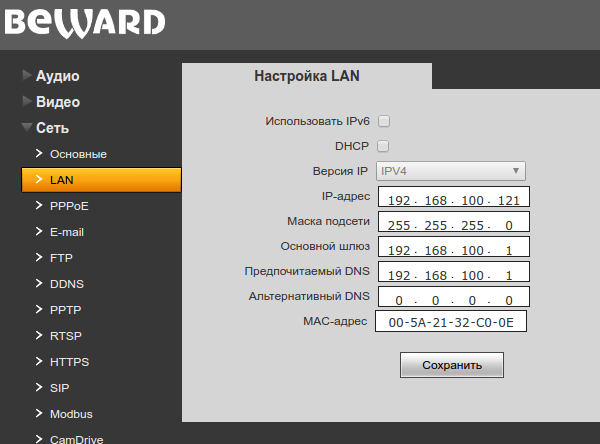 BEWARD
Аудио
Видео
Сеть
Основные
LAN
PPPoE
E-mail
FTP
DDNS
PPTP
RTSP
HTTPS
SIP
Modbus
CamDrive
Настройка LAN
Использовать IPv6
DHCP
Версия IP IPV4
IP-адрес 192 . 168 . 100 . 121
Маска подсети 255 . 255 . 255 . 0
Основной шлюз 192 . 168 . 100 . 1
Предпочитаемый DNS 192 . 168 . 100 . 1
Альтернативный DNS 0 . 0 . 0 . 0
MAC-адрес 00-5A-21-32-C0-0E
Сохранить